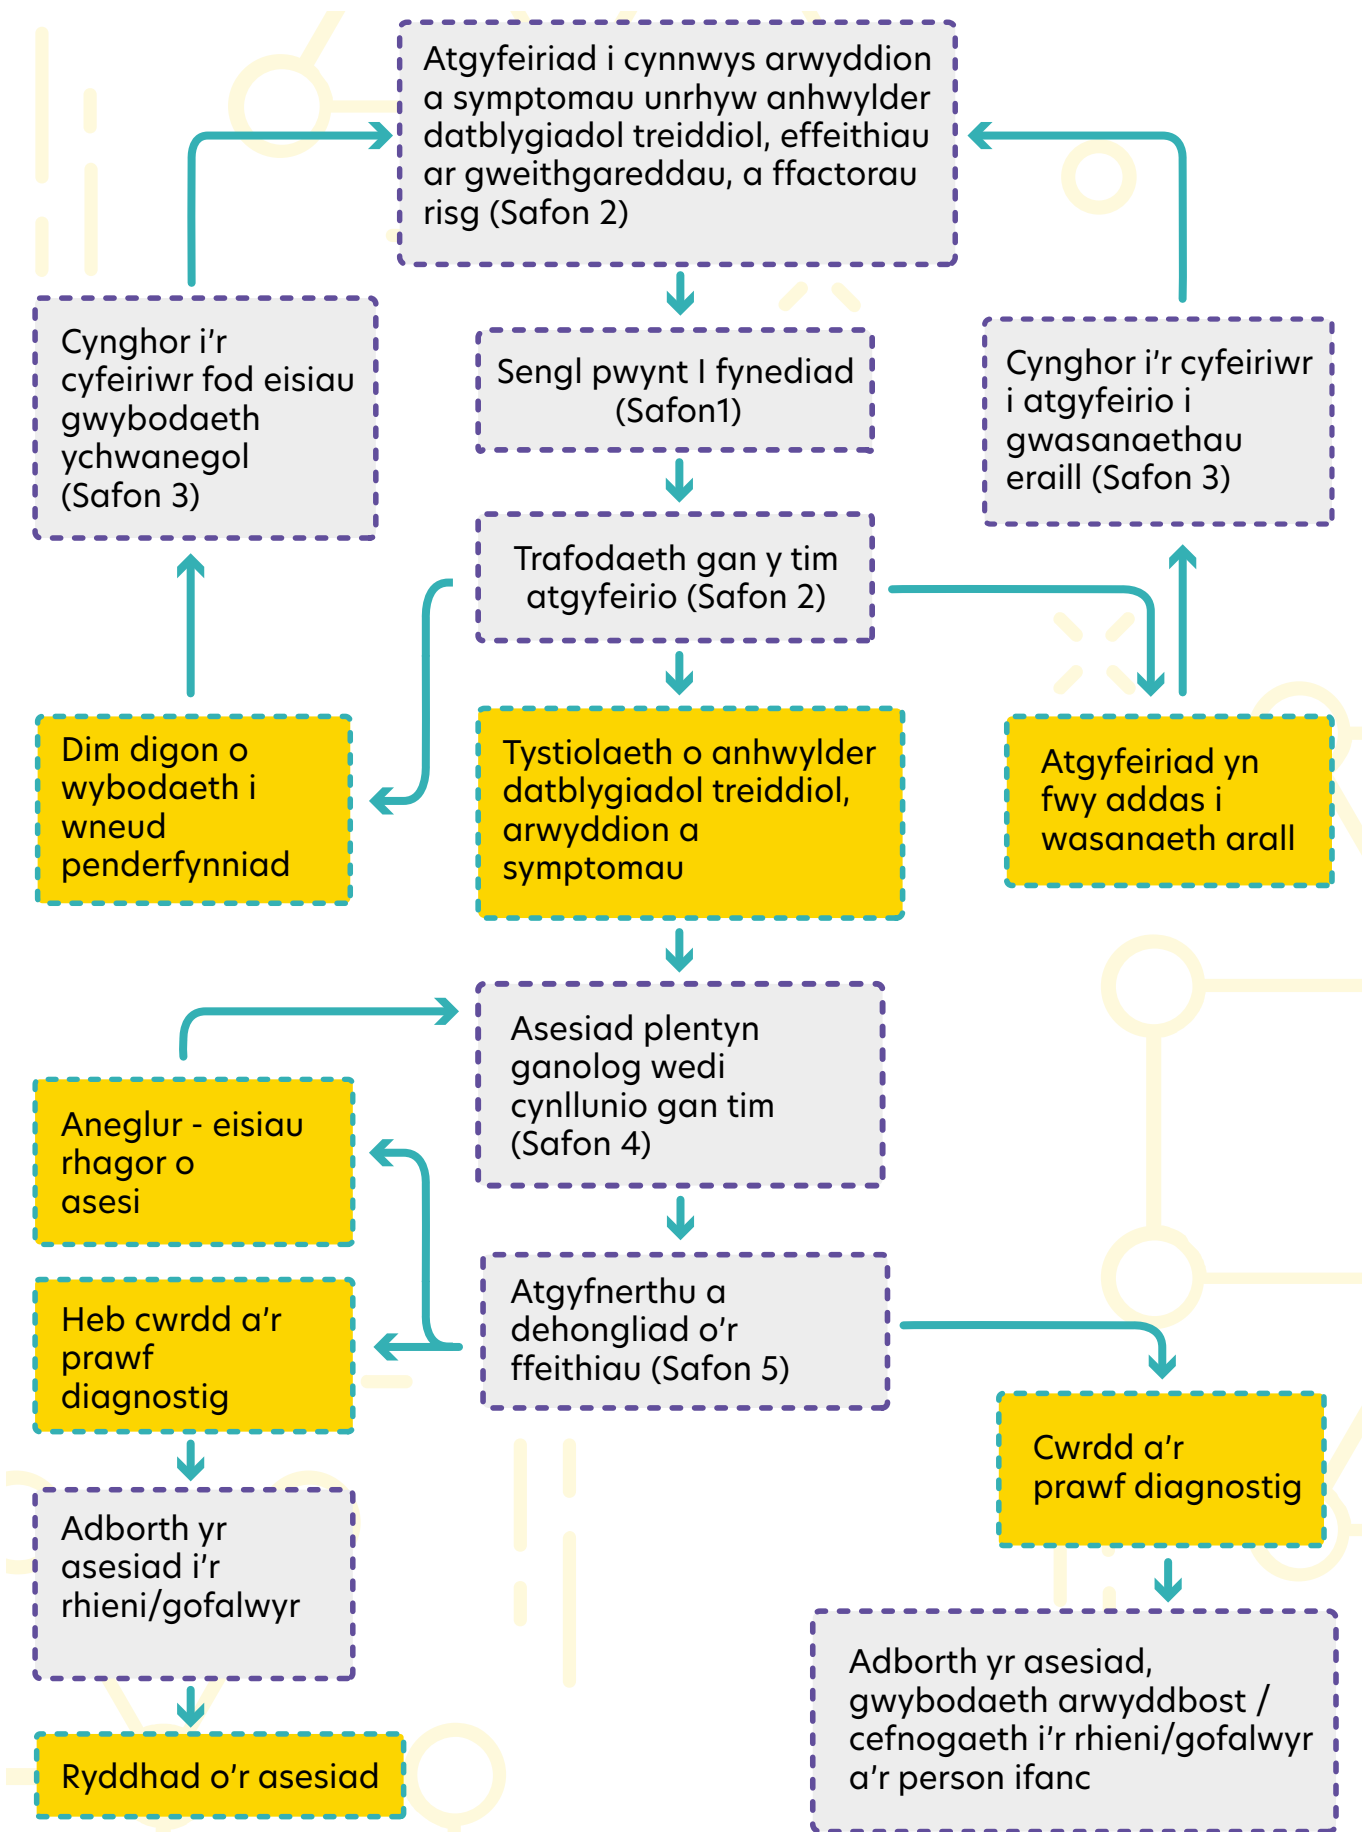 Atgyfeiriad i cynnwys arwyddion
a symptomau unrhyw anhwylder
datblygiadol treiddiol, effeithiau
ar gweithgareddau, a ffactorau
risg (Safon 2)
Cynghor i'r
cyfeiriwr fod eisiau
gwybodaeth
ychwanegol
(Safon 3)
Sengl pwynt I fynediad
(Safon1)
Cynghor i'r cyfeiriwr
i atgyfeirio i
gwasanaethau
eraill (Safon 3)
Trafodaeth gan y tim
atgyfeirio (Safon 2)
Dim digon o
wybodaeth i
wneud
penderfynniad
Tystiolaeth o anhwylder
datblygiadol treiddiol,
arwyddion a
symptomau
Atgyfeiriad yn
fwy addas i
wasanaeth arall
Asesiad plentyn
ganolog wedi
cynllunio gan tim
(Safon 4)
Aneglur - eisiau
rhagor o
asesi
Atgyfnerthu a
dehongliad o'r
ffeithiau (Safon 5)
Heb cwrdd a'r
prawf
diagnostig
Cwrdd a'r
prawf diagnostig
Adborth yr
asesiad i'r
rhieni/gofalwyr
Adborth yr asesiad,
gwybodaeth arwyddbost /
cefnogaeth i'r rhieni/gofalwyr
a'r person ifanc
Ryddhad o'r asesiad